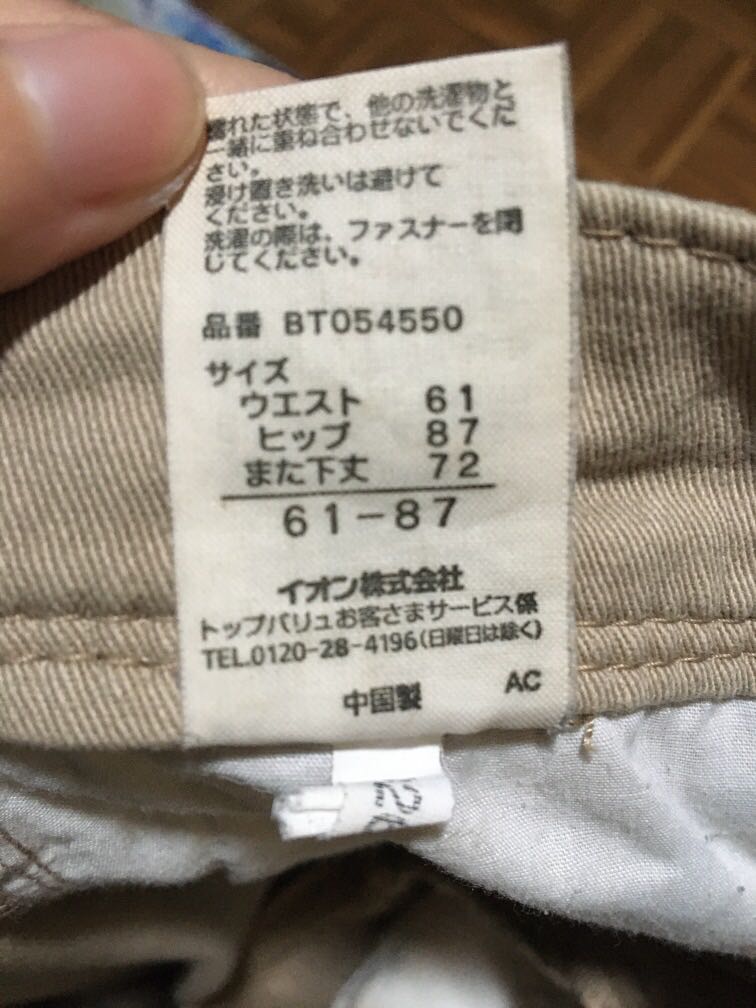 濡れた状態で、他の洗濯物と
一緒に重ね合わせないでくだ
さい。
浸け置き洗いは避けて
ください。
洗濯の際は、ファスナーを閉
じてください。
品番 BT054550
サイズ
ウエスト 61
ヒップ 87
また下丈 72
61-87
イオン株式会社
トップバリュお客さまサービス係
TEL.0120-28-4196(日曜日は除く)
中国製 AC